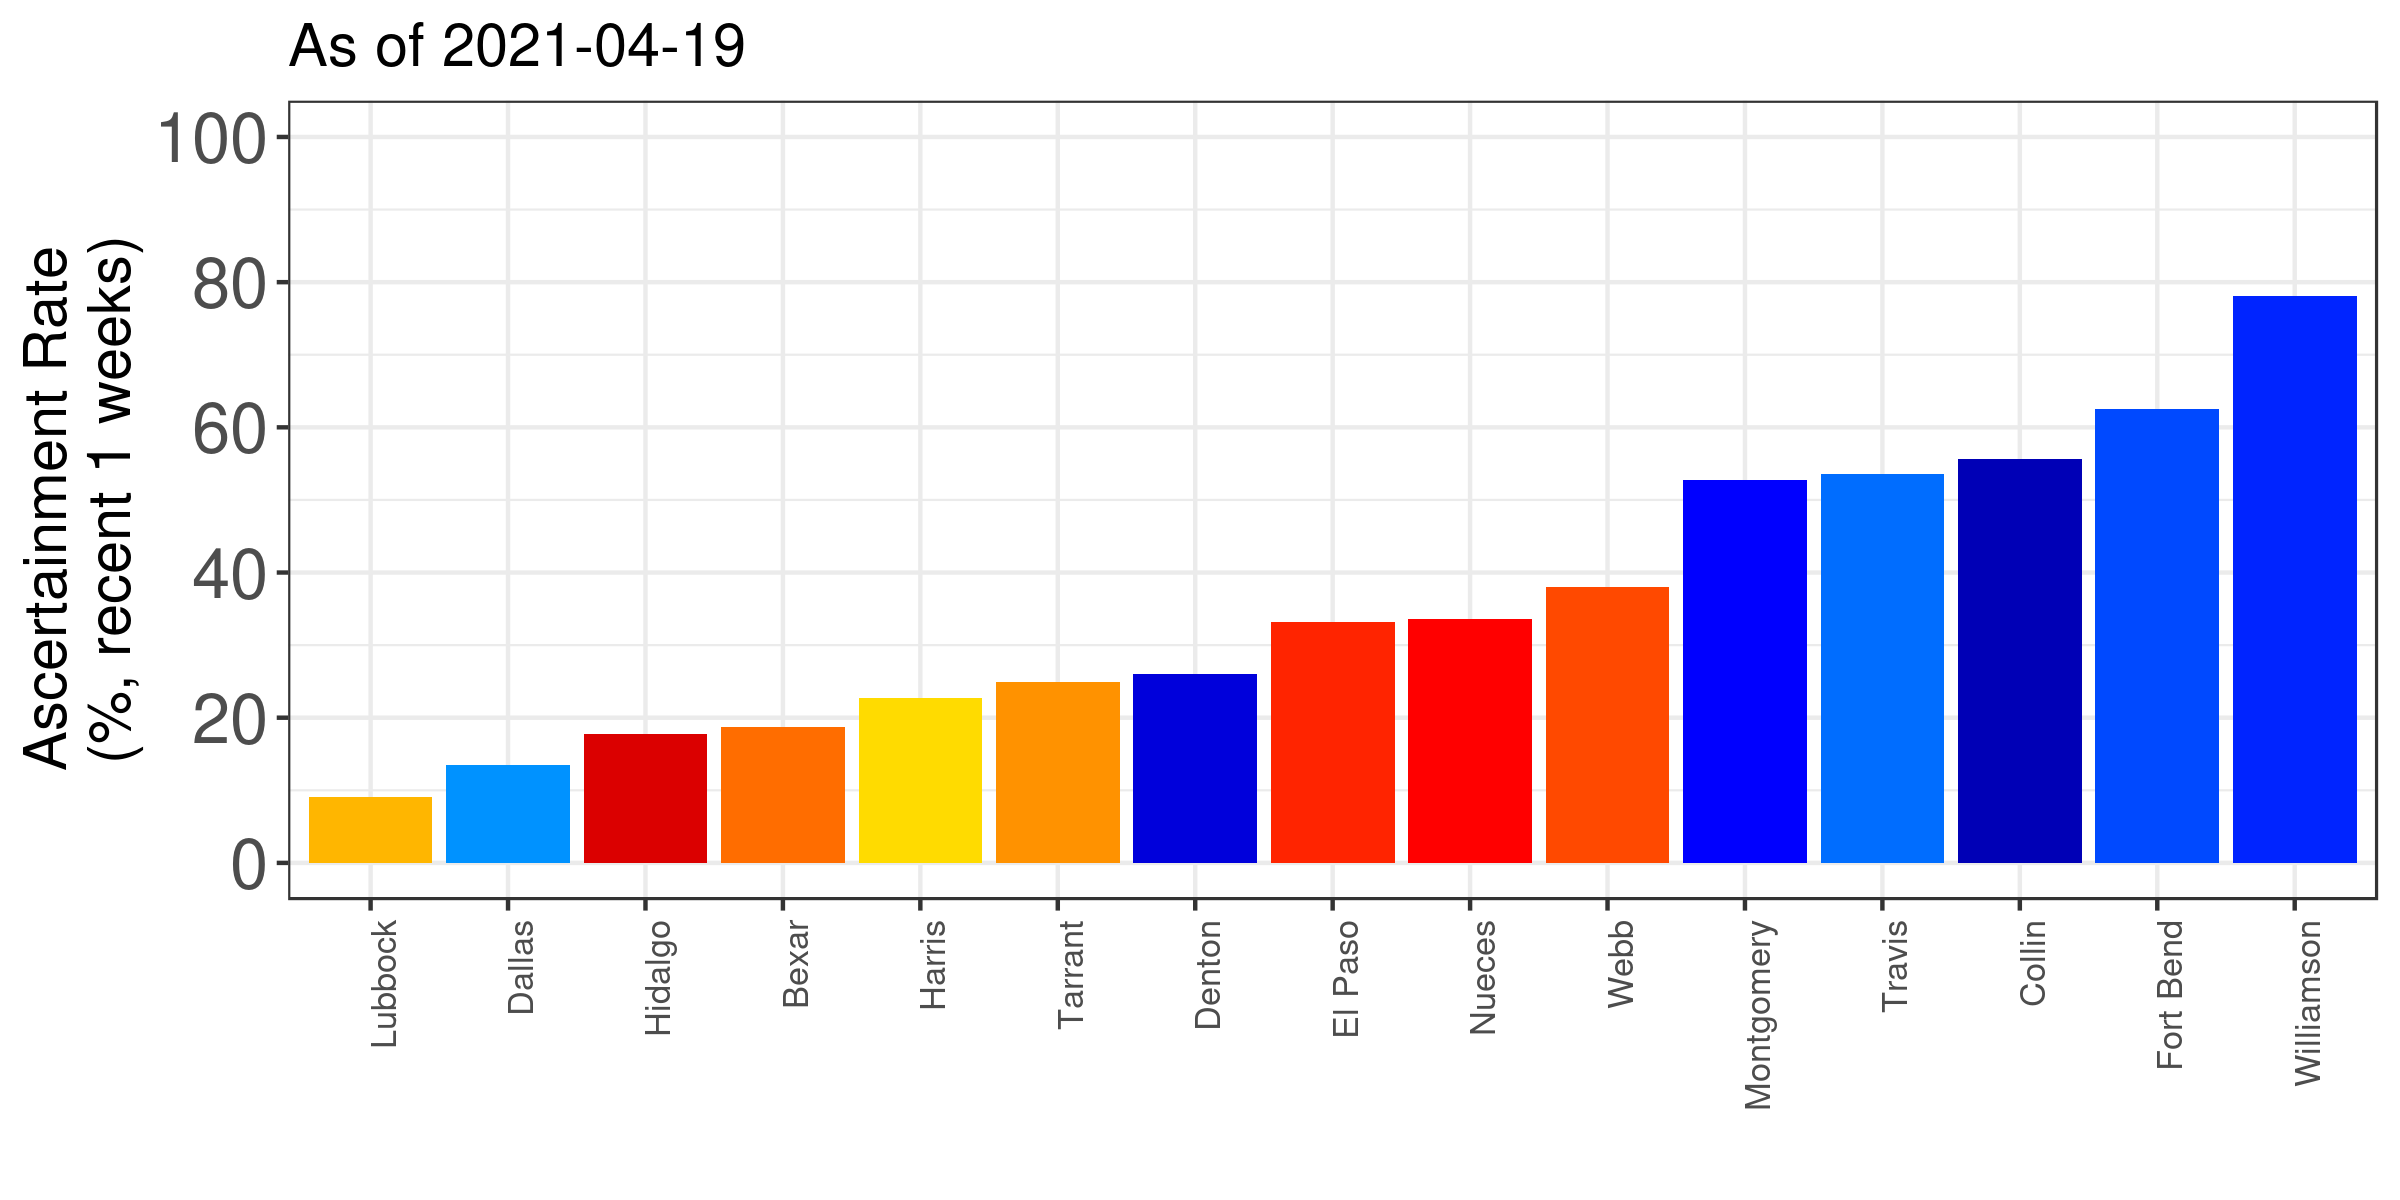 As of 2021-04-19
Ascertainment Rate
(%, recent 1 weeks)
100
80
60
40
20
0
Lubbock
Dallas
Hidalgo
Bexar
Harris
Tarrant
Denton
El Paso
Nueces
Webb
Montgomery
Travis
Collin
Fort Bend
Williamson